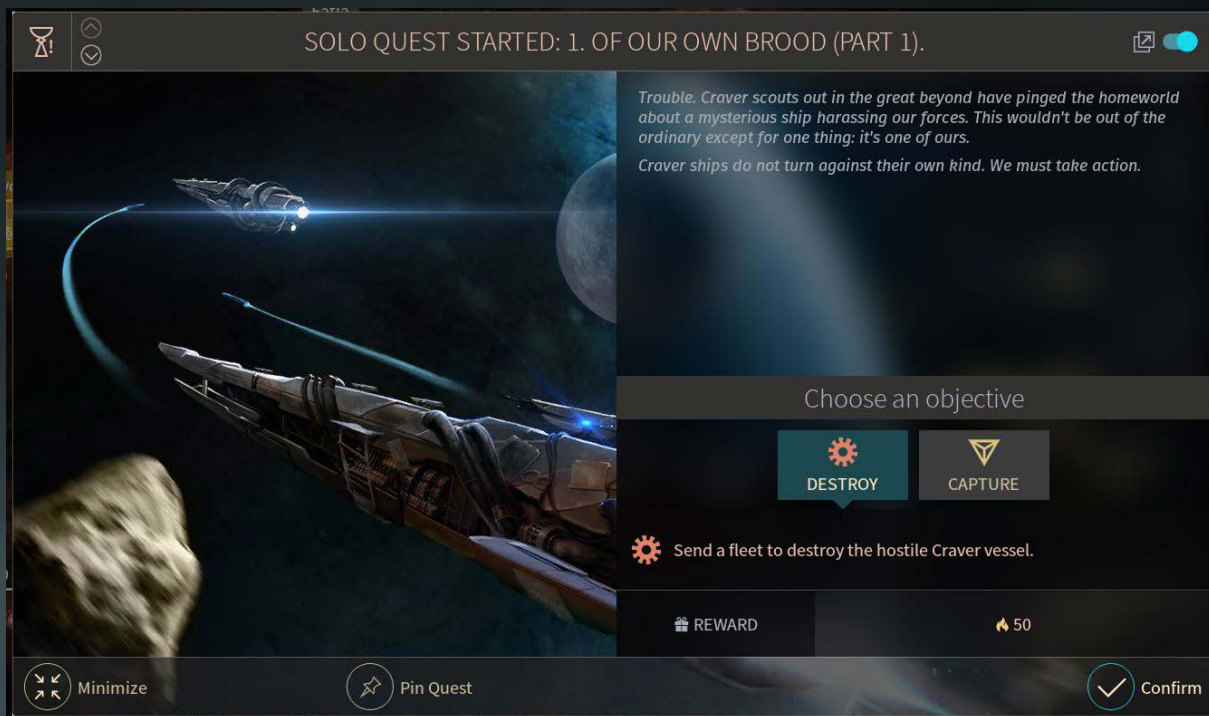 SOLO QUEST STARTED: 1. OF OUR OWN BROOD (PART 1).
Trouble. Craver scouts out in the great beyond have pinged the homeworld
about a mysterious ship harassing our forces. This wouldn't be out of the
ordinary except for one thing: it's one of ours.
Craver ships do not turn against their own kind. We must take action.
Choose an objective
DESTROY
CAPTURE
Send a fleet to destroy the hostile Craver vessel.
REWARD
50
Minimize
Pin Quest
Confirm